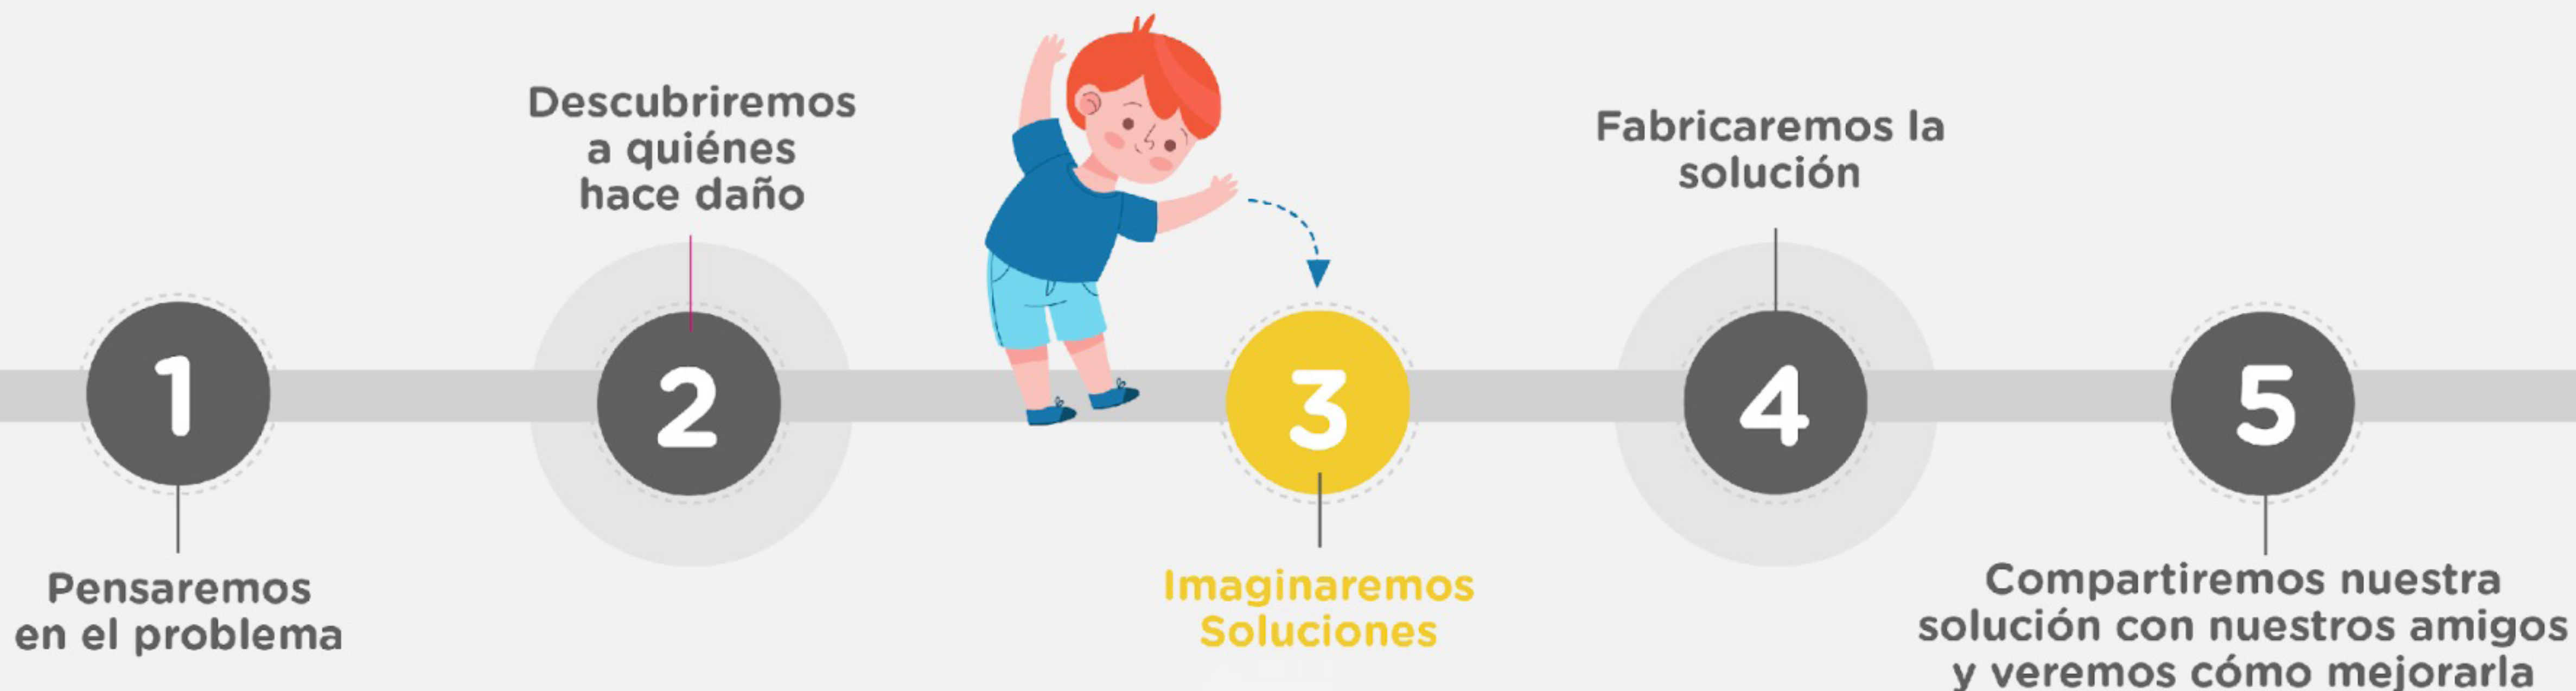 1
Pensaremos
en el problema
Descubriremos
a quiénes
hace daño
2
3
Imaginaremos
Soluciones
Fabricaremos la
solución
4
5
Compartiremos nuestra
solución con nuestros amigos
y veremos cómo mejorarla